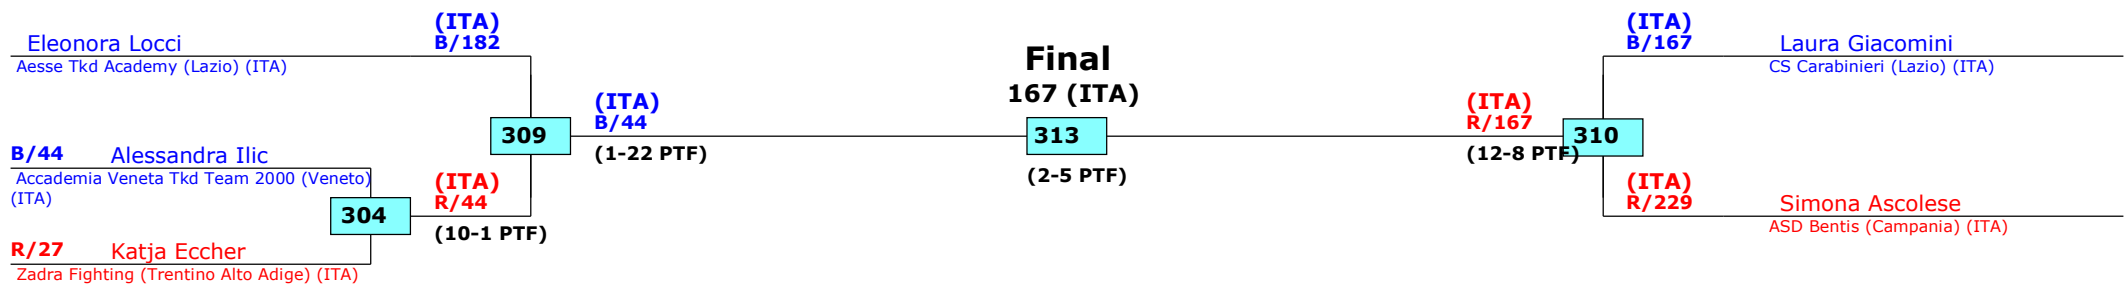 (ITA)
B/182
Eleonora Locci
Aesse Tkd Academy (Lazio) (ITA)
309
(ITA)
B/44
(1-22 PTF)
B/44 Alessandra Ilic
Accademia Veneta Tkd Team 2000 (Veneto)
(ITA)
304
(ITA)
R/44
(10-1 PTF)
R/27 Katja Eccher
Zadra Fighting (Trentino Alto Adige) (ITA)
Final
167 (ITA)
313
(2-5 PTF)
(ITA)
R/167
(12-8 PTF)
310
(ITA)
B/167
Laura Giacomini
CS Carabinieri (Lazio) (ITA)
(ITA)
R/229
Simona Ascolese
ASD Bentis (Campania) (ITA)